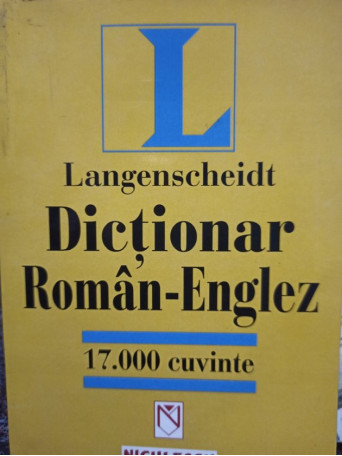 L
Langenscheidt
Dicționar
Român-Englez
17.000 cuvinte
N